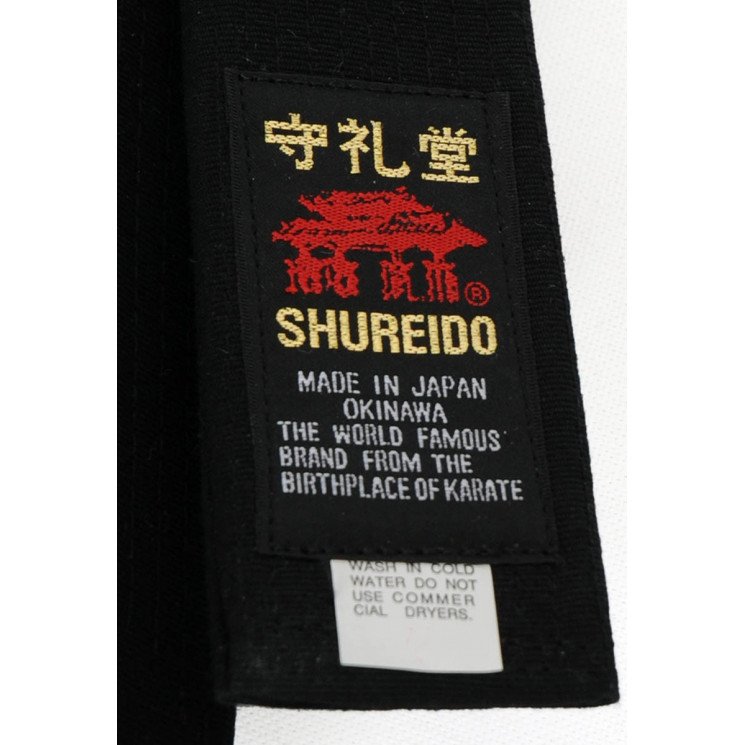 守礼堂
®
SHUREIDO
MADE IN JAPAN
OKINAWA
THE WORLD FAMOUS
BRAND FROM THE
BIRTHPLACE OF KARATE
WASH IN COLD
WATER DO NOT
USE COMMER
CIAL DRYERS.